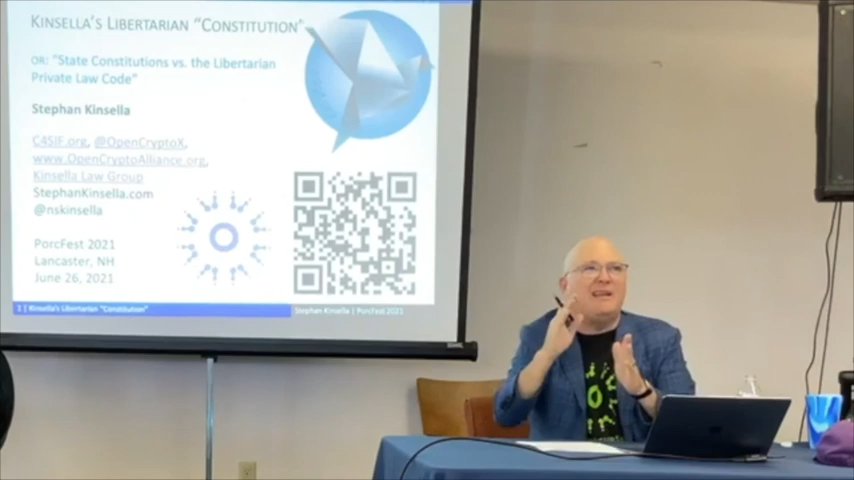 KINSELLA'S LIBERTARIAN "CONSTITUTION"
OR: "State Constitutions vs. the Libertarian
Private Law Code"
Stephan Kinsella
C4SIF.org, @OpenCryptoX,
www.OpenCryptoAlliance.org,
Kinsella Law Group
StephanKinsella.com
@nskinsella
PorcFest 2021
Lancaster, NH
June 26, 2021
1 | Kinsella's Libertarian "Constitution"
Stephan Kinsella | PorcFest 2021